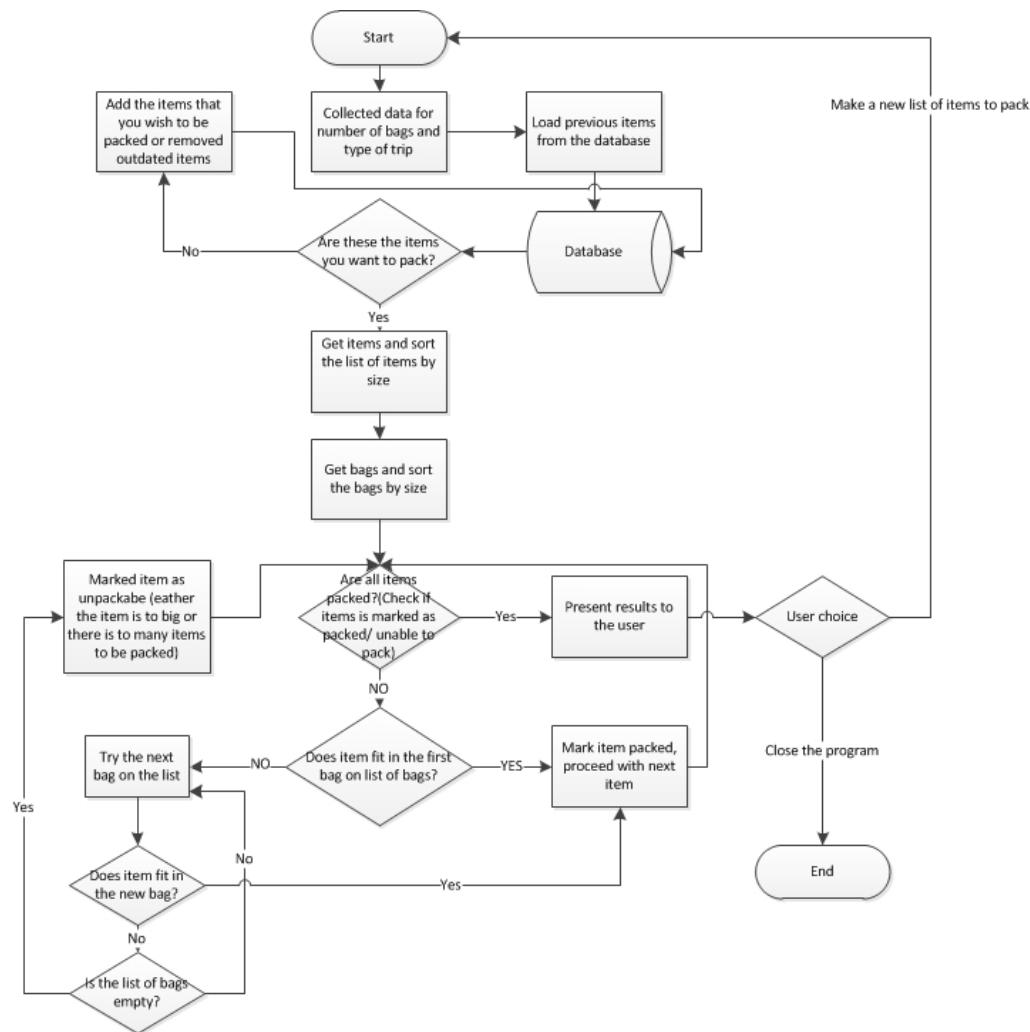 Start
Make a new list of items to pack
Add the items that
you wish to be
packed or removed
outdated items
Collected data for
number of bags and
type of trip
Load previous items
from the database
Are these the items
you want to pack?
No
Database
Yes
Get items and sort
the list of items by
size
Get bags and sort
the bags by size
Marked item as
unpackabe (eather
the item is to big or
there is to many items
to be packed)
Are all items
packed?(Check if
items is marked as
packed/ unable to
pack)
Yes
Present results to
the user
User choice
NO
Try the next
bag on the list
NO
Does item fit in the first
bag on list of bags?
YES
Mark item packed,
proceed with next
item
Close the program
Yes
No
Does item fit in
the new bag?
Yes
End
No
Is the list of bags
empty?